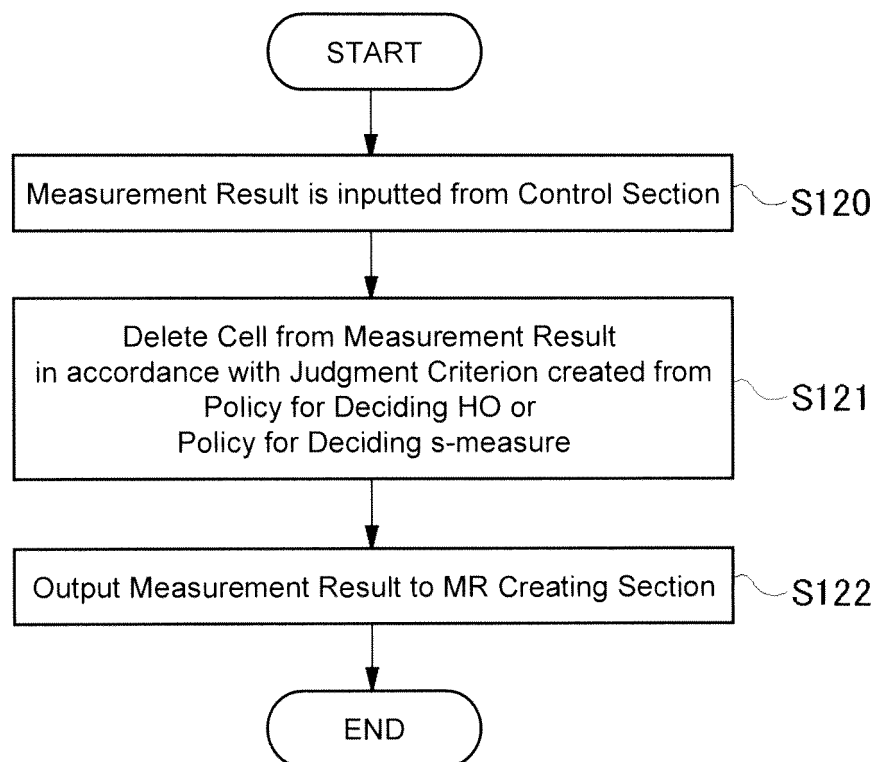 START
Measurement Result is inputted from Control Section
S120
Delete Cell from Measurement Result
in accordance with Judgment Criterion created from
Policy for Deciding HO or
Policy for Deciding s-measure
S121
Output Measurement Result to MR Creating Section
S122
END